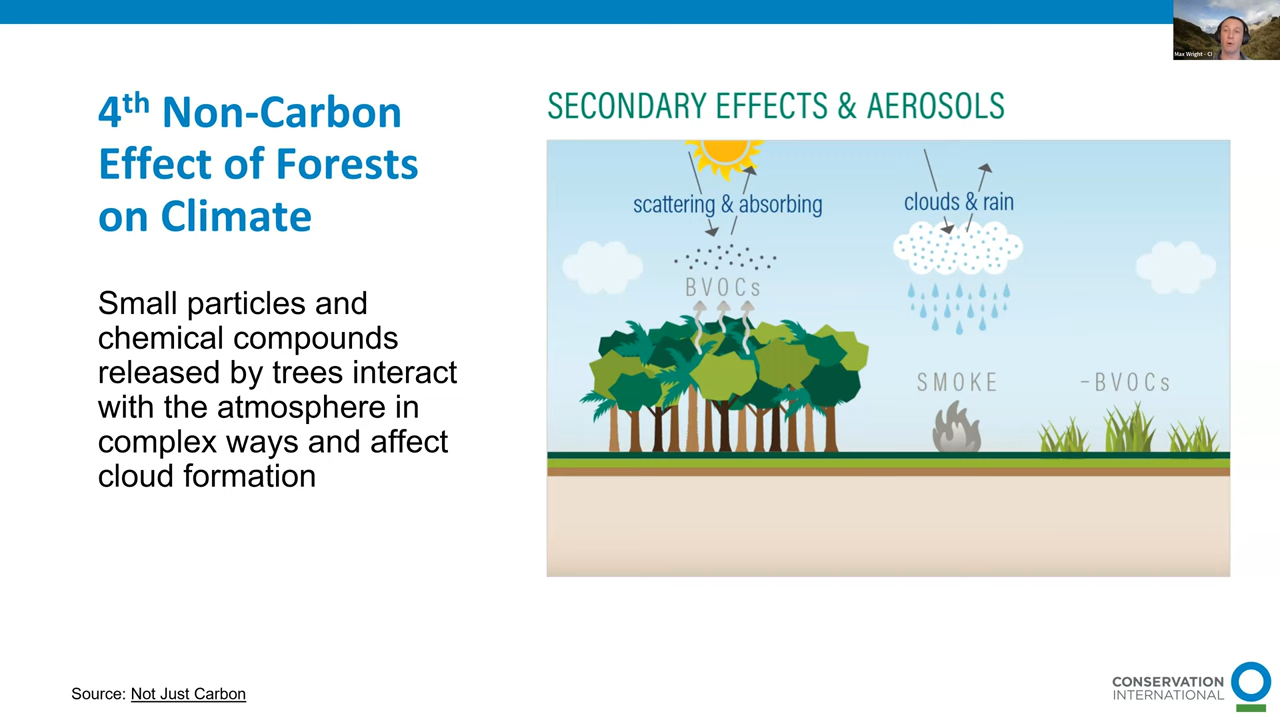 Max Wright - CI
4th Non-Carbon
Effect of Forests
on Climate
Small particles and
chemical compounds
released by trees interact
with the atmosphere in
complex ways and affect
cloud formation
SECONDARY EFFECTS & AEROSOLS
scattering & absorbing
clouds & rain
BVOCs
SMOKE
-BVOCs
Source: Not Just Carbon
CONSERVATION
INTERNATIONAL